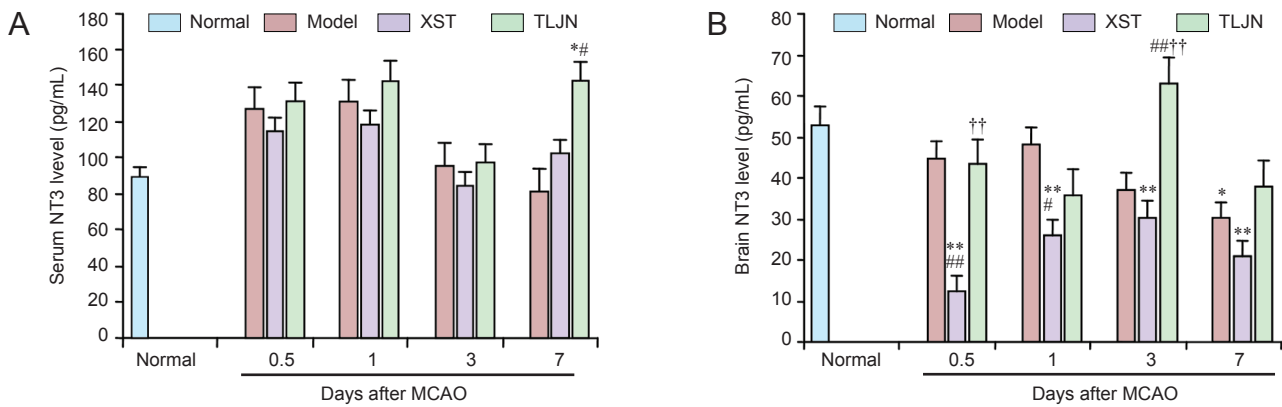 A
Normal Model XST TLJN
Serum NT3 lvevel (pg/mL)
180
160
140
120
100
80
60
40
20
0
*#
Normal 0.5 1 3 7
Days after MCAO
B
Normal Model XST TLJN
Brain NT3 level (pg/mL)
80
70
60
50
40
30
20
10
0
**
##
††
**
#
**
##††
*
**
Normal 0.5 1 3 7
Days after MCAO